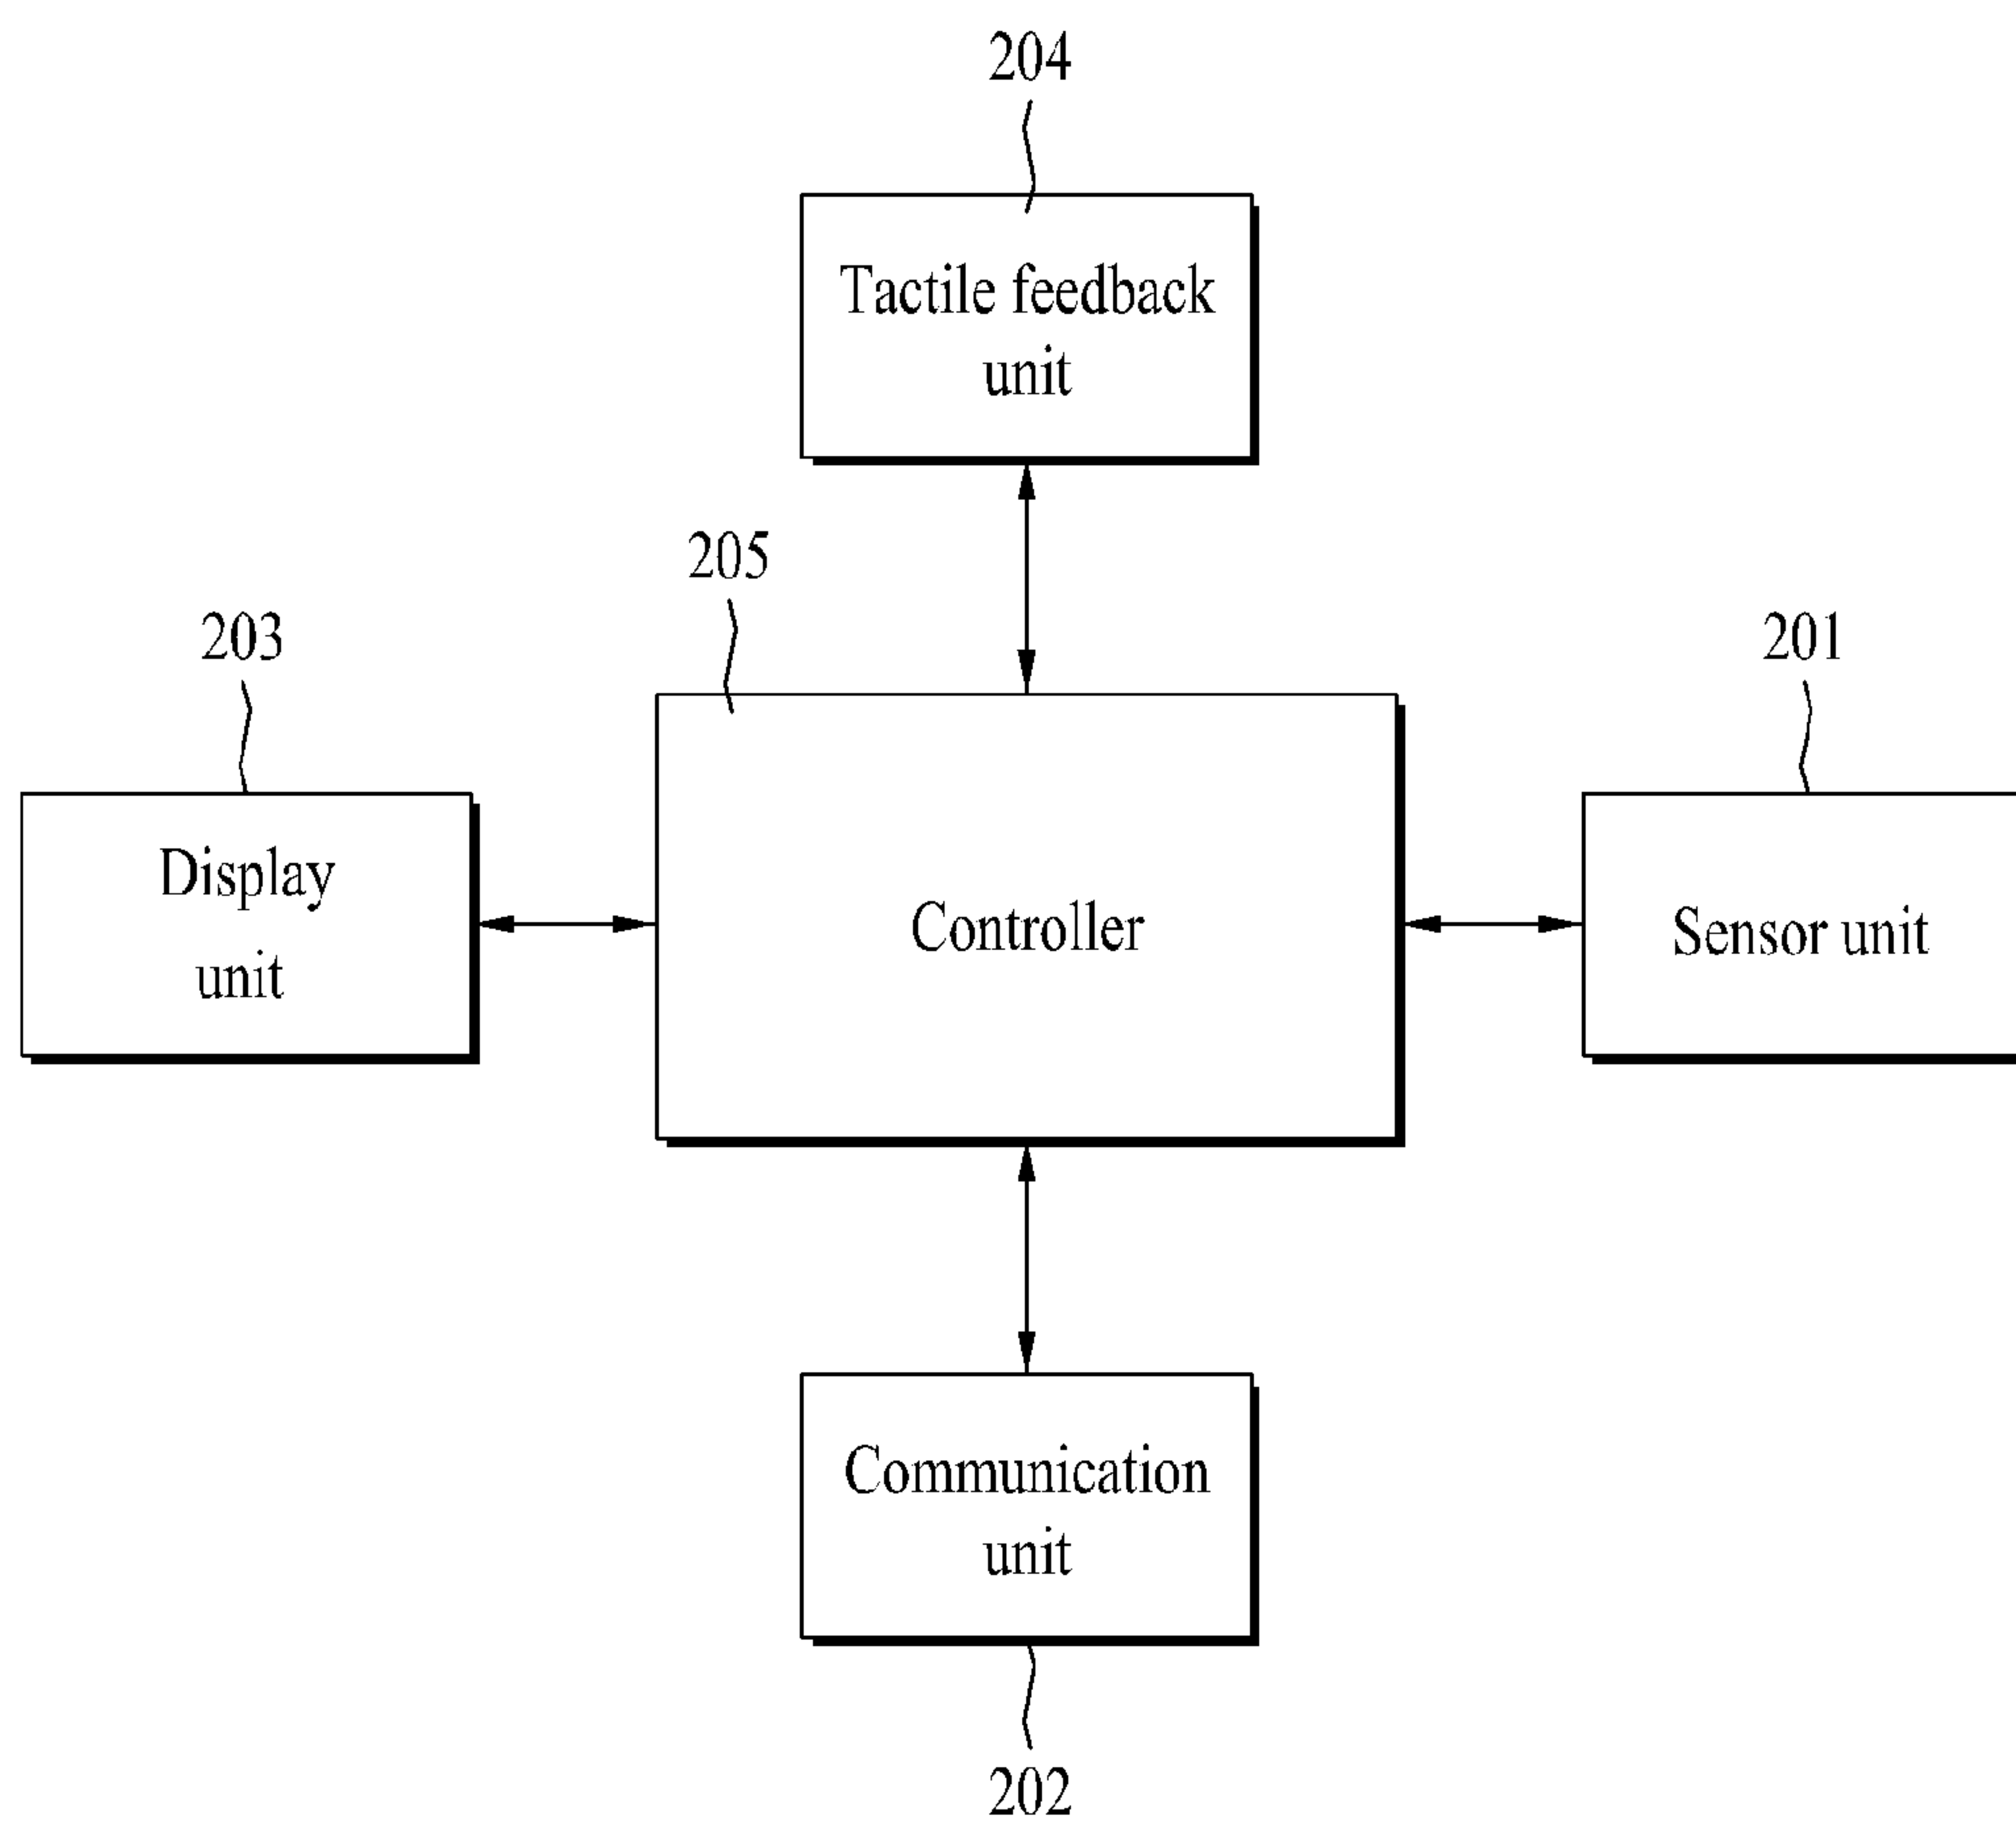 204
Tactile feedback
unit
205
203
201
Display
unit
Controller
Sensor unit
Communication
unit
202